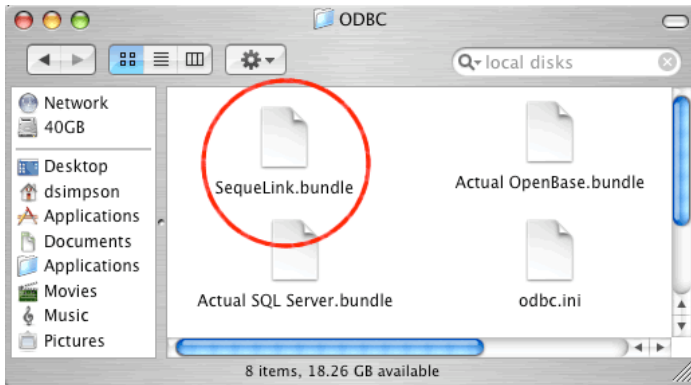 ODBC
local disks
Network
40GB
Desktop
dsimpson
Applications
Documents
Applications
Movies
Music
Pictures
SequeLink.bundle
Actual OpenBase.bundle
Actual SQL Server.bundle
odbc.ini
8 items, 18.26 GB available